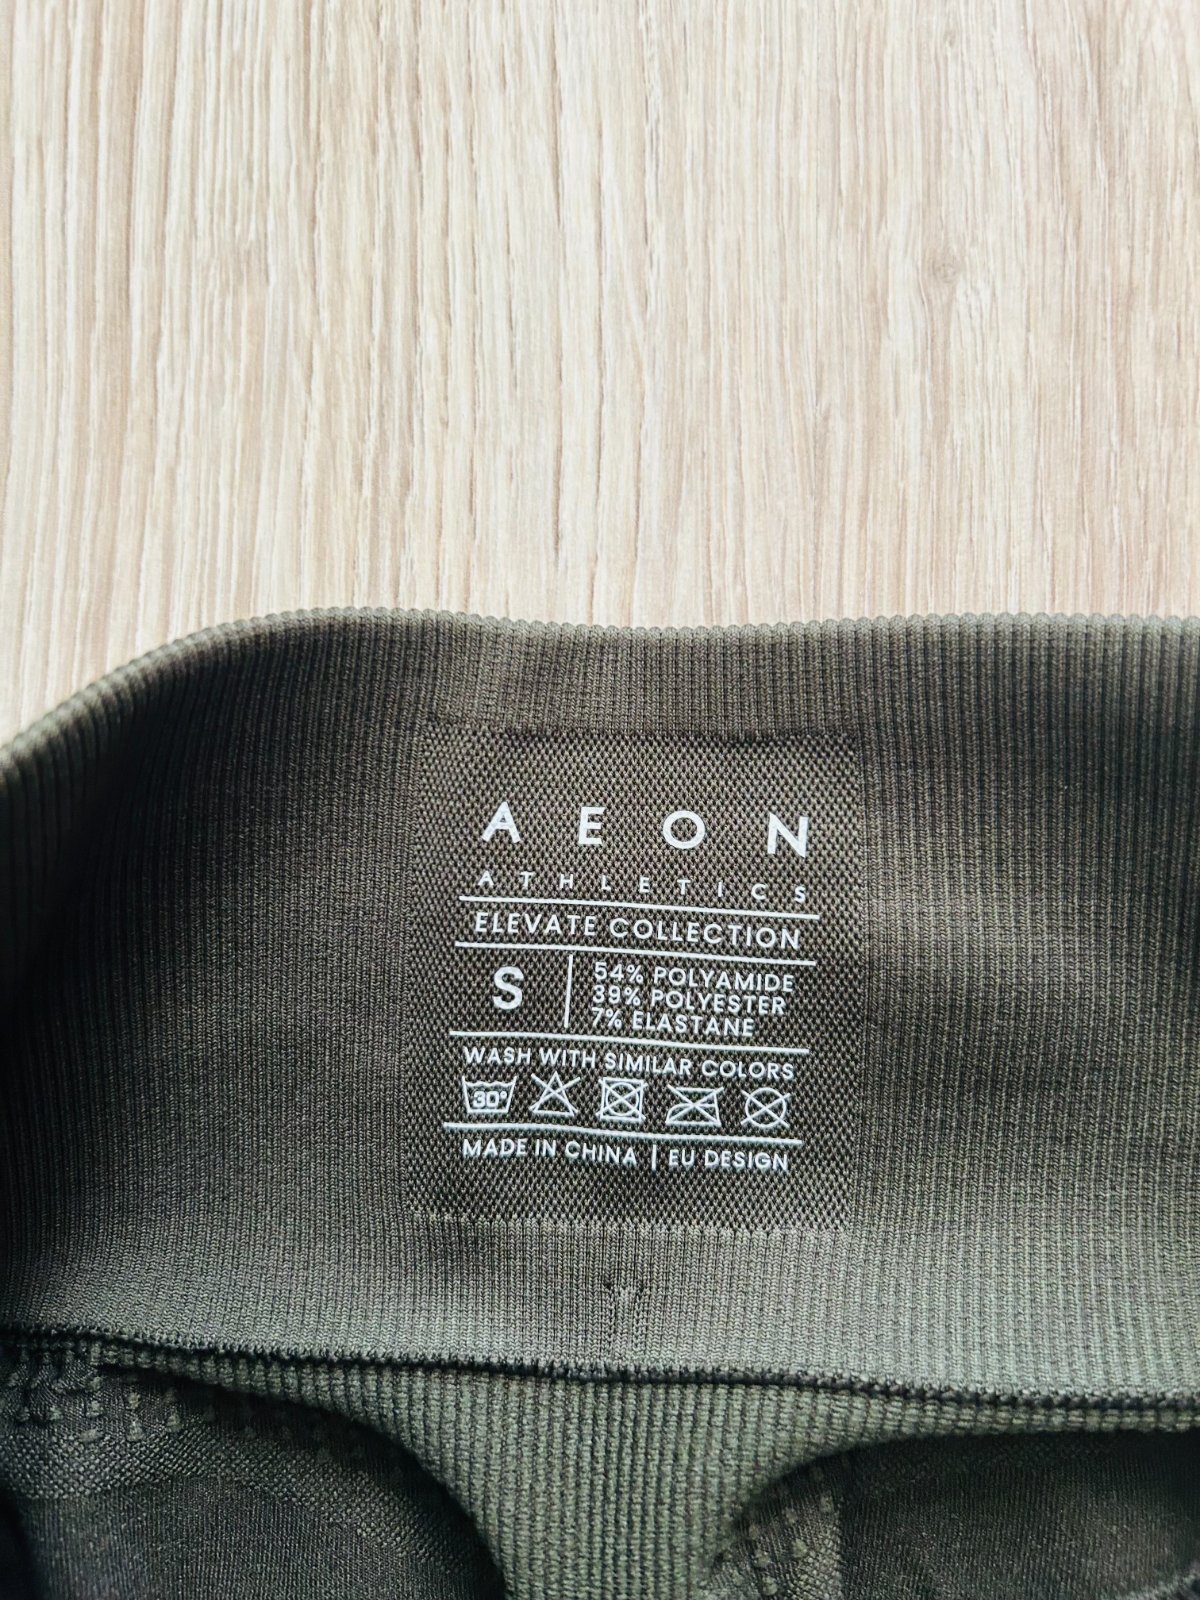 AEON
ATHLETICS
ELEVATE COLLECTION
S
54% POLYAMIDE
39% POLYESTER
7% ELASTANE
WASH WITH SIMILAR COLORS
30°
MADE IN CHINA | EU DESIGN